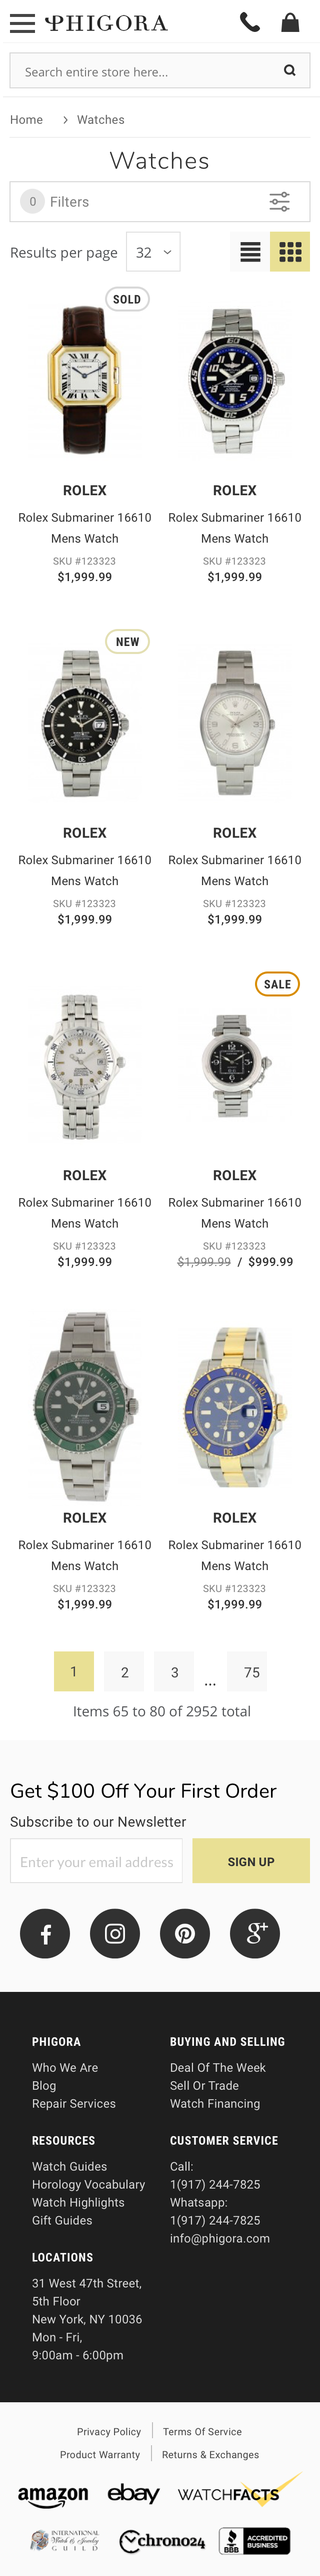 PHIGORA
Search entire store here...
Home > Watches
Watches
0 Filters
Results per page 32
SOLD
ROLEX
Rolex Submariner 16610
Mens Watch
SKU #123323
$1,999.99
ROLEX
Rolex Submariner 16610
Mens Watch
SKU #123323
$1,999.99
NEW
ROLEX
Rolex Submariner 16610
Mens Watch
SKU #123323
$1,999.99
ROLEX
Rolex Submariner 16610
Mens Watch
SKU #123323
$1,999.99
ROLEX
Rolex Submariner 16610
Mens Watch
SKU #123323
$1,999.99
SALE
ROLEX
Rolex Submariner 16610
Mens Watch
SKU #123323
$1,999.99 / $999.99
ROLEX
Rolex Submariner 16610
Mens Watch
SKU #123323
$1,999.99
ROLEX
Rolex Submariner 16610
Mens Watch
SKU #123323
$1,999.99
1 2 3 ... 75
Items 65 to 80 of 2952 total
Get $100 Off Your First Order
Subscribe to our Newsletter
Enter your email address
SIGN UP
PHIGORA
Who We Are
Blog
Repair Services
BUYING AND SELLING
Deal Of The Week
Sell Or Trade
Watch Financing
RESOURCES
Watch Guides
Horology Vocabulary
Watch Highlights
Gift Guides
CUSTOMER SERVICE
Call:
1(917) 244-7825
Whatsapp:
1(917) 244-7825
info@phigora.com
LOCATIONS
31 West 47th Street,
5th Floor
New York, NY 10036
Mon - Fri,
9:00am - 6:00pm
Privacy Policy | Terms Of Service
Product Warranty | Returns & Exchanges
amazon
ebay
WATCHFACTS
INTERNATIONAL
Watch & Jewelry
GUILD
Chrono24
BBB
ACCREDITED
BUSINESS